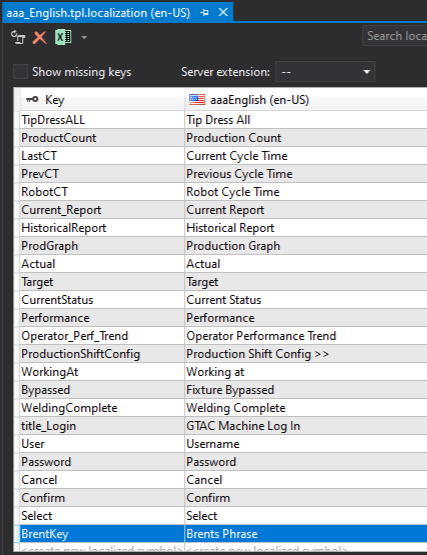 aaa_English.tpl.localization (en-US)
Search loca
Show missing keys Server extension: --
Key aaaEnglish (en-US)
TipDressALL Tip Dress All
ProductCount Production Count
LastCT Current Cycle Time
PrevCT Previous Cycle Time
RobotCT Robot Cycle Time
Current_Report Current Report
HistoricalReport Historical Report
ProdGraph Production Graph
Actual Actual
Target Target
CurrentStatus Current Status
Performance Performance
Operator_Perf_Trend Operator Performance Trend
ProductionShiftConfig Production Shift Config >>
WorkingAt Working at
Bypassed Fixture Bypassed
WeldingComplete Welding Complete
title_Login GTAC Machine Log In
User Username
Password Password
Cancel Cancel
Confirm Confirm
Select Select
BrentKey Brents Phrase
<create new localized symbol> <create new localized symbol>